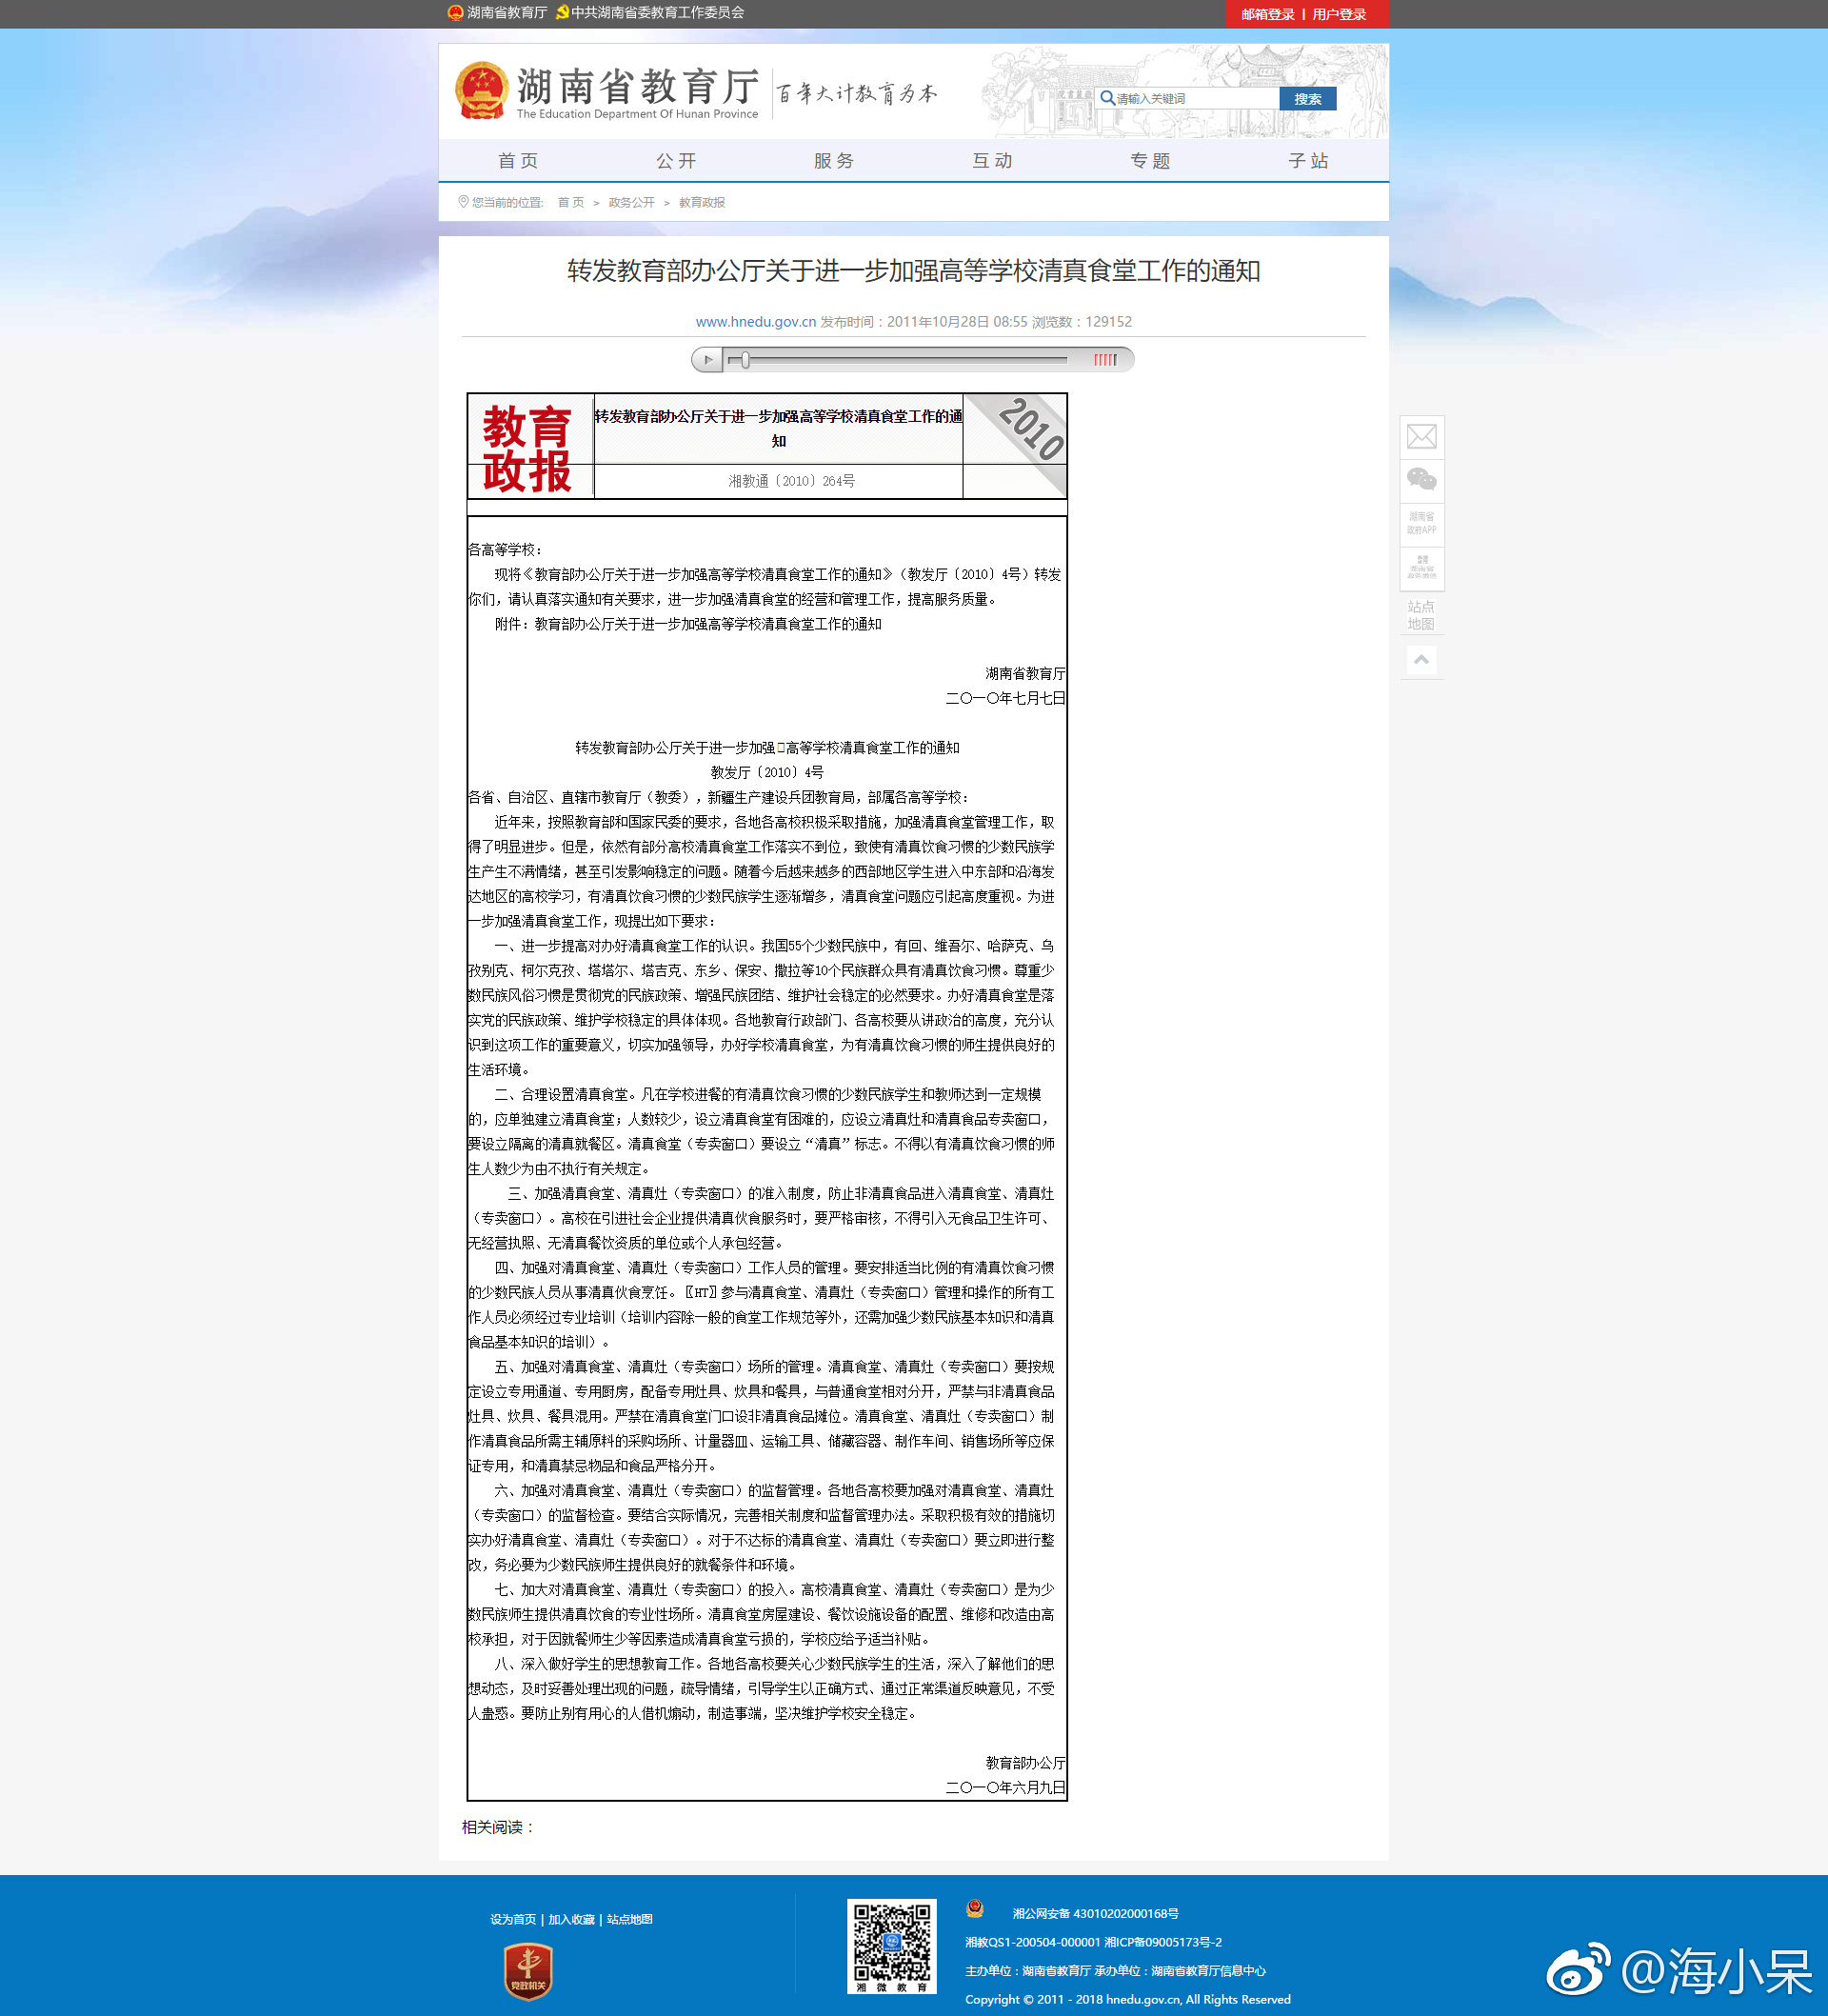 湖南省教育厅 中共湖南省委教育工作委员会
邮箱登录 | 用户登录
湖南省教育厅
The Education Department Of Hunan Province
百年大计教育为本
请输入关键词
搜索
首 页 公 开 服 务 互 动 专 题 子 站
您当前的位置: 首 页 > 政务公开 > 教育政报
转发教育部办公厅关于进一步加强高等学校清真食堂工作的通知
www.hnedu.gov.cn 发布时间：2011年10月28日 08:55 浏览数：129152
教育
政报
转发教育部办公厅关于进一步加强高等学校清真食堂工作的通
知
2010
湘教通〔2010〕264号
各高等学校：
现将《教育部办公厅关于进一步加强高等学校清真食堂工作的通知》（教发厅〔2010〕4号）转发
你们，请认真落实通知有关要求，进一步加强清真食堂的经营和管理工作，提高服务质量。
附件：教育部办公厅关于进一步加强高等学校清真食堂工作的通知
湖南省教育厅
二〇一〇年七月七日
转发教育部办公厅关于进一步加强高等学校清真食堂工作的通知
教发厅〔2010〕4号
各省、自治区、直辖市教育厅（教委），新疆生产建设兵团教育局，部属各高等学校：
近年来，按照教育部和国家民委的要求，各地各高校积极采取措施，加强清真食堂管理工作，取
得了明显进步。但是，依然有部分高校清真食堂工作落实不到位，致使有清真饮食习惯的少数民族学
生产生不满情绪，甚至引发影响稳定的问题。随着今后越来越多的西部地区学生进入中东部和沿海发
达地区的高校学习，有清真饮食习惯的少数民族学生逐渐增多，清真食堂问题应引起高度重视。为进
一步加强清真食堂工作，现提出如下要求：
一、进一步提高对办好清真食堂工作的认识。我国55个少数民族中，有回、维吾尔、哈萨克、乌
孜别克、柯尔克孜、塔塔尔、塔吉克、东乡、保安、撒拉等10个民族群众具有清真饮食习惯。尊重少
数民族风俗习惯是贯彻党的民族政策、增强民族团结、维护社会稳定的必然要求。办好清真食堂是落
实党的民族政策、维护学校稳定的具体体现。各地教育行政部门、各高校要从讲政治的高度，充分认
识到这项工作的重要意义，切实加强领导，办好学校清真食堂，为有清真饮食习惯的师生提供良好的
生活环境。
二、合理设置清真食堂。凡在学校进餐的有清真饮食习惯的少数民族学生和教师达到一定规模
的，应单独建立清真食堂；人数较少，设立清真食堂有困难的，应设立清真灶和清真食品专卖窗口，
要设立隔离的清真就餐区。清真食堂（专卖窗口）要设立“清真”标志。不得以有清真饮食习惯的师
生人数少为由不执行有关规定。
三、加强清真食堂、清真灶（专卖窗口）的准入制度，防止非清真食品进入清真食堂、清真灶
（专卖窗口）。高校在引进社会企业提供清真伙食服务时，要严格审核，不得引入无食品卫生许可、
无经营执照、无清真餐饮资质的单位或个人承包经营。
四、加强对清真食堂、清真灶（专卖窗口）工作人员的管理。要安排适当比例的有清真饮食习惯
的少数民族人员从事清真伙食烹饪。〖HT〗参与清真食堂、清真灶（专卖窗口）管理和操作的所有工
作人员必须经过专业培训（培训内容除一般的食堂工作规范等外，还需加强少数民族基本知识和清真
食品基本知识的培训）。
五、加强对清真食堂、清真灶（专卖窗口）场所的管理。清真食堂、清真灶（专卖窗口）要按规
定设立专用通道、专用厨房，配备专用灶具、炊具和餐具，与普通食堂相对分开，严禁与非清真食品
灶具、炊具、餐具混用。严禁在清真食堂门口设非清真食品摊位。清真食堂、清真灶（专卖窗口）制
作清真食品所需主辅原料的采购场所、计量器皿、运输工具、储藏容器、制作车间、销售场所等应保
证专用，和清真禁忌物品和食品严格分开。
六、加强对清真食堂、清真灶（专卖窗口）的监督管理。各地各高校要加强对清真食堂、清真灶
（专卖窗口）的监督检查。要结合实际情况，完善相关制度和监督管理办法。采取积极有效的措施切
实办好清真食堂、清真灶（专卖窗口）。对于不达标的清真食堂、清真灶（专卖窗口）要立即进行整
改，务必要为少数民族师生提供良好的就餐条件和环境。
七、加大对清真食堂、清真灶（专卖窗口）的投入。高校清真食堂、清真灶（专卖窗口）是为少
数民族师生提供清真饮食的专业性场所。清真食堂房屋建设、餐饮设施设备的配置、维修和改造由高
校承担，对于因就餐师生少等因素造成清真食堂亏损的，学校应给予适当补贴。
八、深入做好学生的思想教育工作。各地各高校要关心少数民族学生的生活，深入了解他们的思
想动态，及时妥善处理出现的问题，疏导情绪，引导学生以正确方式、通过正常渠道反映意见，不受
人蛊惑。要防止别有用心的人借机煽动，制造事端，坚决维护学校安全稳定。
教育部办公厅
二〇一〇年六月九日
相关阅读：
湖南省
政府APP
站点
地图
设为首页 | 加入收藏 | 站点地图
党政机关
湘 微 教 育
湘公网安备 43010202000168号
湘教QS1-200504-000001 湘ICP备09005173号-2
主办单位：湖南省教育厅 承办单位：湖南省教育厅信息中心
Copyright © 2011 - 2018 hnedu.gov.cn, All Rights Reserved
@海小呆